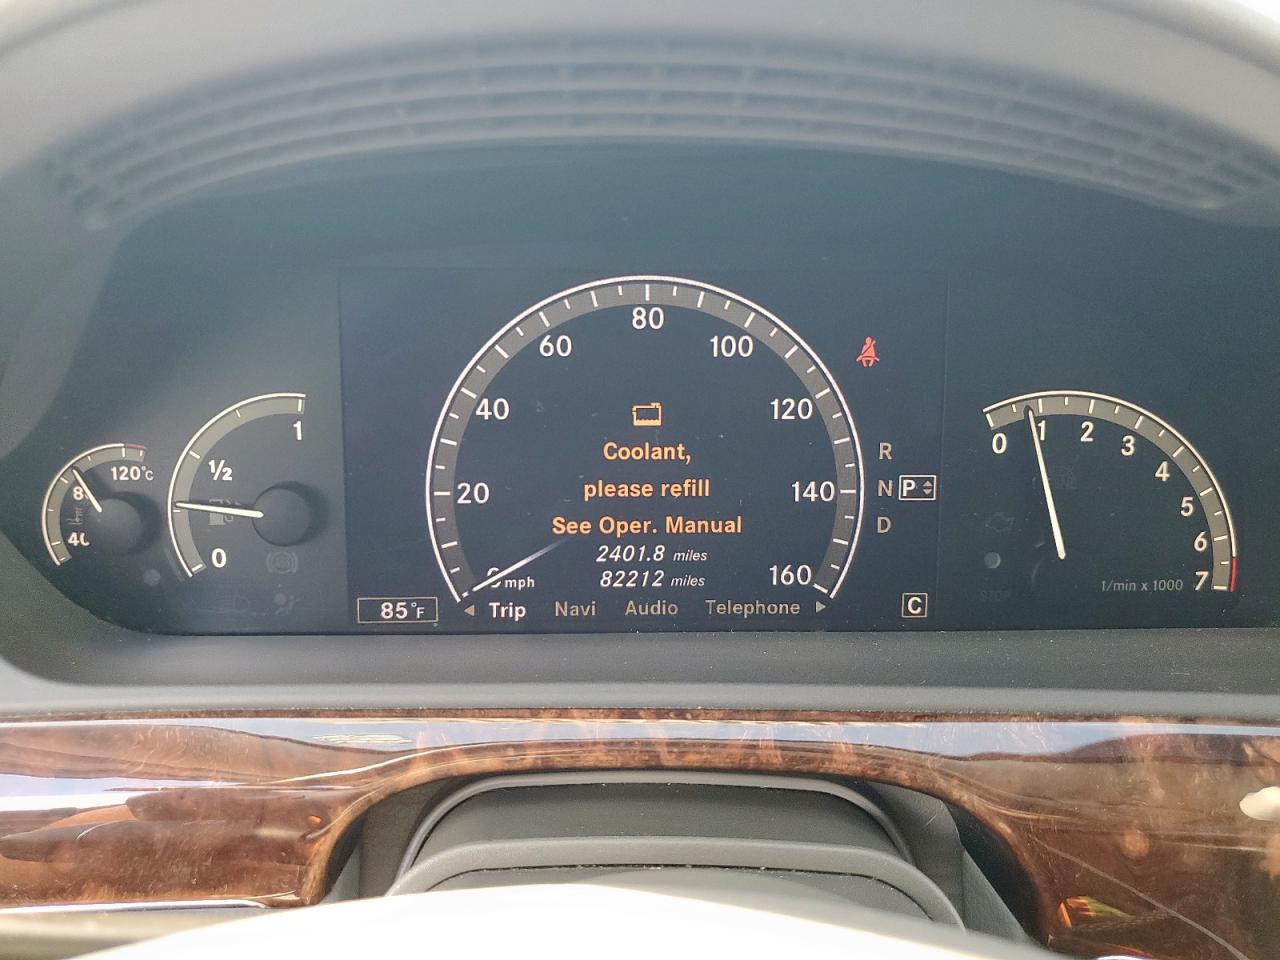 80
60
100
40
120
20
140
160
mph
Coolant,
please refill
See Oper. Manual
2401.8 miles
82212 miles
Trip
Navi
Audio
Telephone
85°F
R
N
P
D
C
1
1/2
0
120°C
40
0
1
2
3
4
5
6
7
1/min x 1000